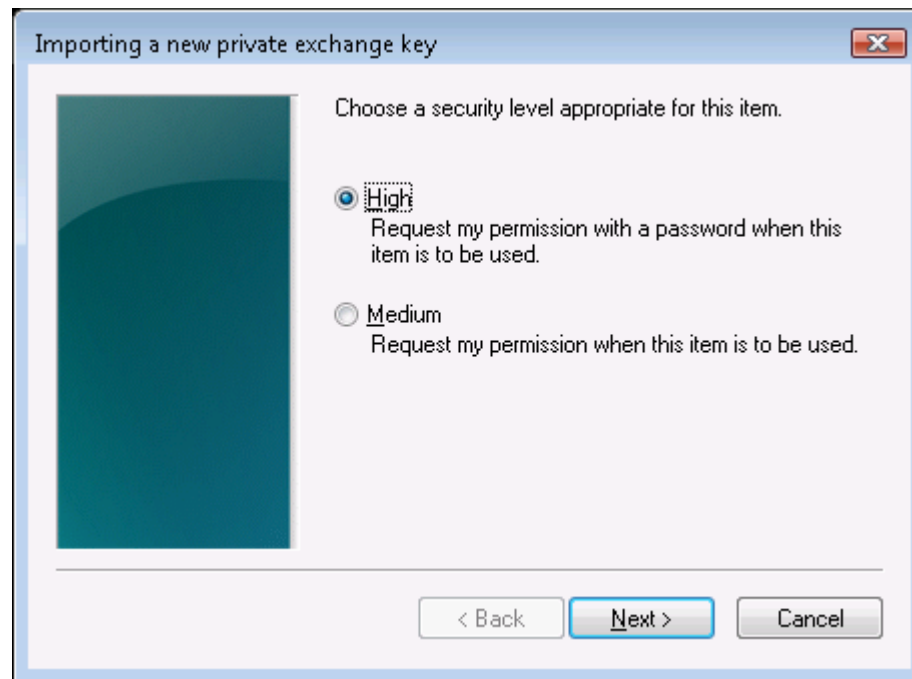 Importing a new private exchange key
Choose a security level appropriate for this item.
High
Request my permission with a password when this
item is to be used.
Medium
Request my permission when this item is to be used.
< Back
Next >
Cancel